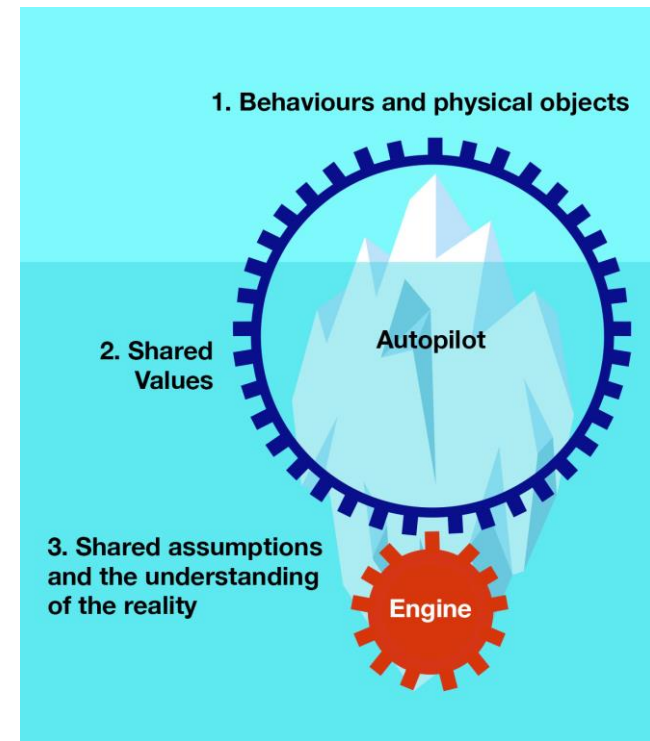 1. Behaviours and physical objects
Autopilot
2. Shared
Values
3. Shared assumptions
and the understanding
of the reality
Engine